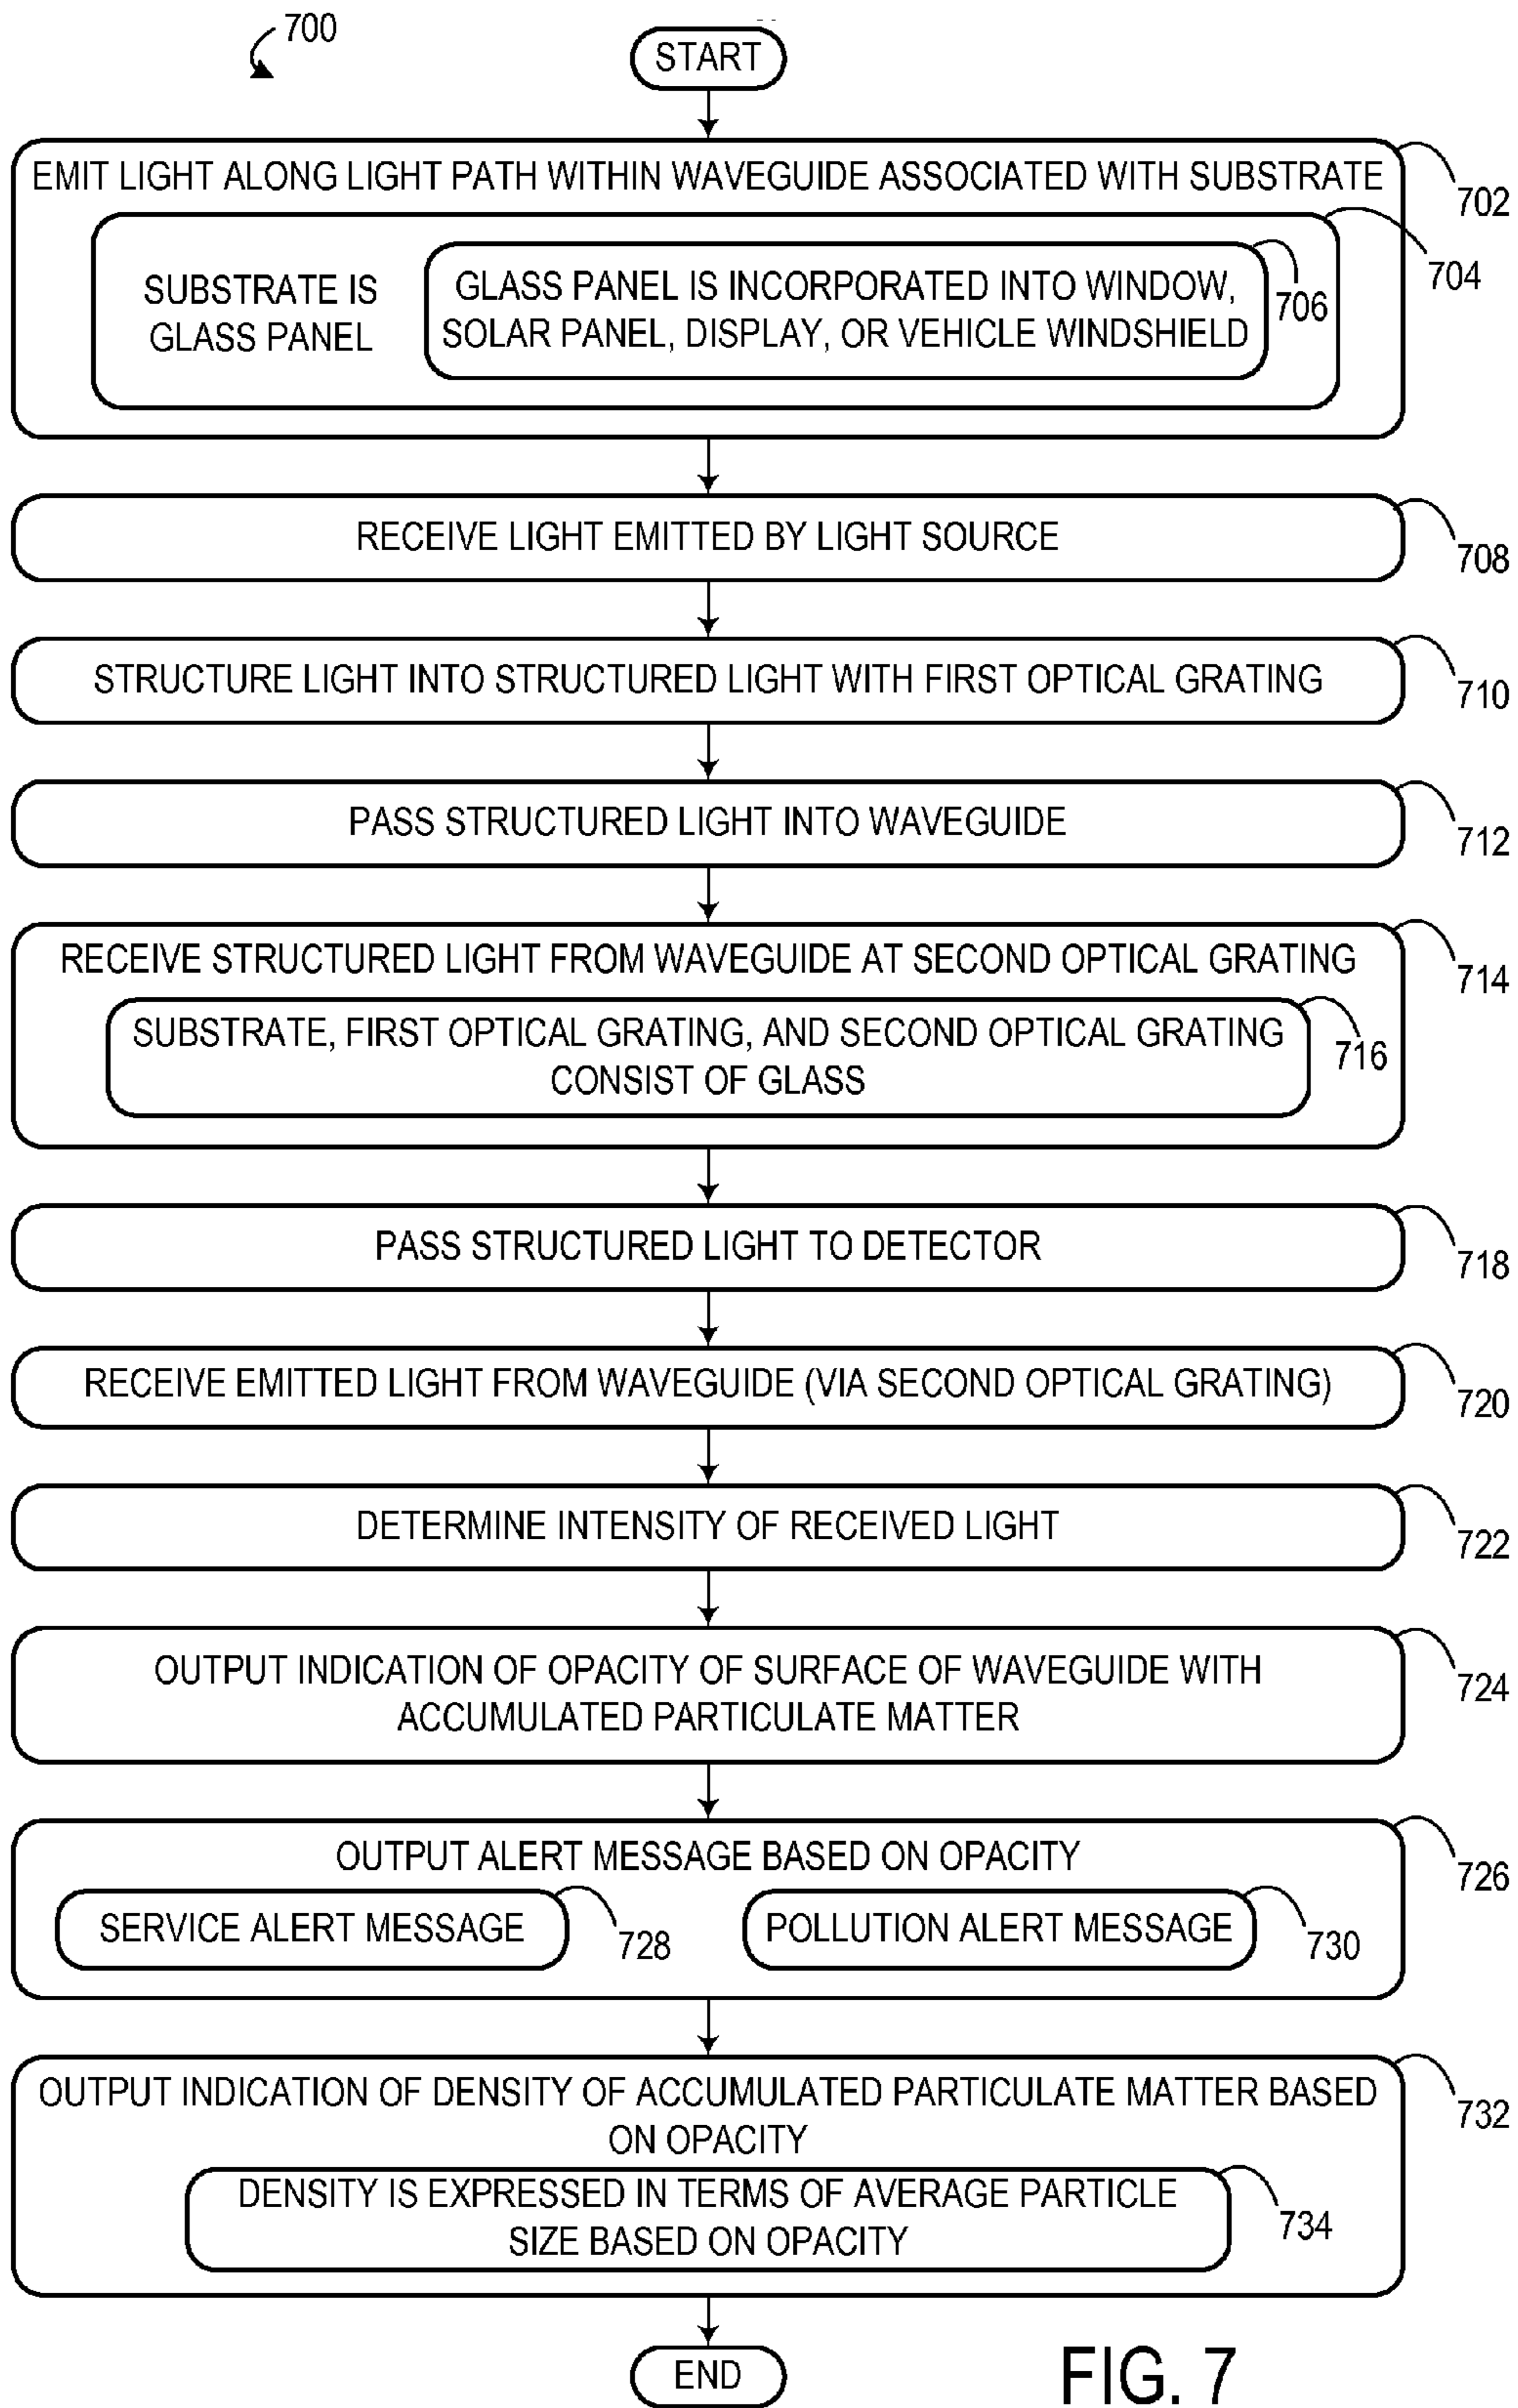 700
START
EMIT LIGHT ALONG LIGHT PATH WITHIN WAVEGUIDE ASSOCIATED WITH SUBSTRATE
702
SUBSTRATE IS
GLASS PANEL
704
GLASS PANEL IS INCORPORATED INTO WINDOW,
SOLAR PANEL, DISPLAY, OR VEHICLE WINDSHIELD
706
RECEIVE LIGHT EMITTED BY LIGHT SOURCE
708
STRUCTURE LIGHT INTO STRUCTURED LIGHT WITH FIRST OPTICAL GRATING
710
PASS STRUCTURED LIGHT INTO WAVEGUIDE
712
RECEIVE STRUCTURED LIGHT FROM WAVEGUIDE AT SECOND OPTICAL GRATING
714
SUBSTRATE, FIRST OPTICAL GRATING, AND SECOND OPTICAL GRATING
CONSIST OF GLASS
716
PASS STRUCTURED LIGHT TO DETECTOR
718
RECEIVE EMITTED LIGHT FROM WAVEGUIDE (VIA SECOND OPTICAL GRATING)
720
DETERMINE INTENSITY OF RECEIVED LIGHT
722
OUTPUT INDICATION OF OPACITY OF SURFACE OF WAVEGUIDE WITH
ACCUMULATED PARTICULATE MATTER
724
OUTPUT ALERT MESSAGE BASED ON OPACITY
726
SERVICE ALERT MESSAGE
728
POLLUTION ALERT MESSAGE
730
OUTPUT INDICATION OF DENSITY OF ACCUMULATED PARTICULATE MATTER BASED
ON OPACITY
732
DENSITY IS EXPRESSED IN TERMS OF AVERAGE PARTICLE
SIZE BASED ON OPACITY
734
END
FIG. 7